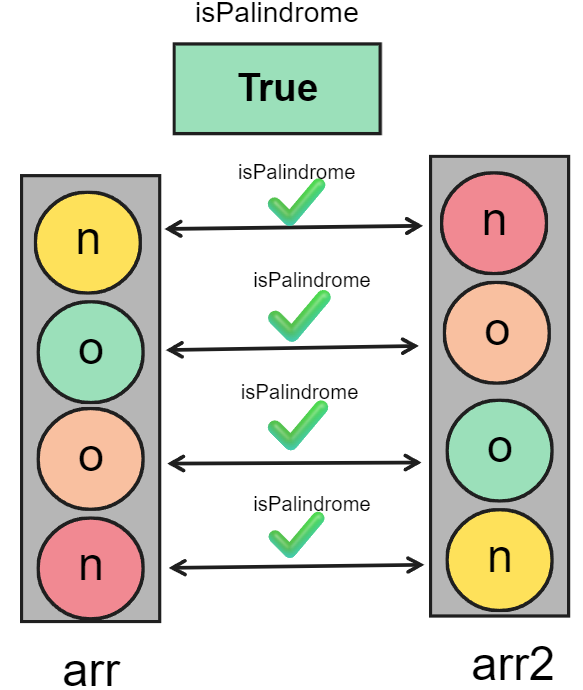 isPalindrome
True
isPalindrome
n
n
isPalindrome
o
o
isPalindrome
o
o
isPalindrome
n
n
arr
arr2